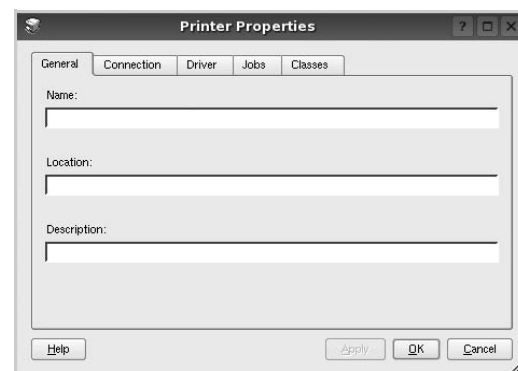 Printer Properties
General Connection Driver Jobs Classes
Name:
Location:
Description:
Help Apply OK Cancel